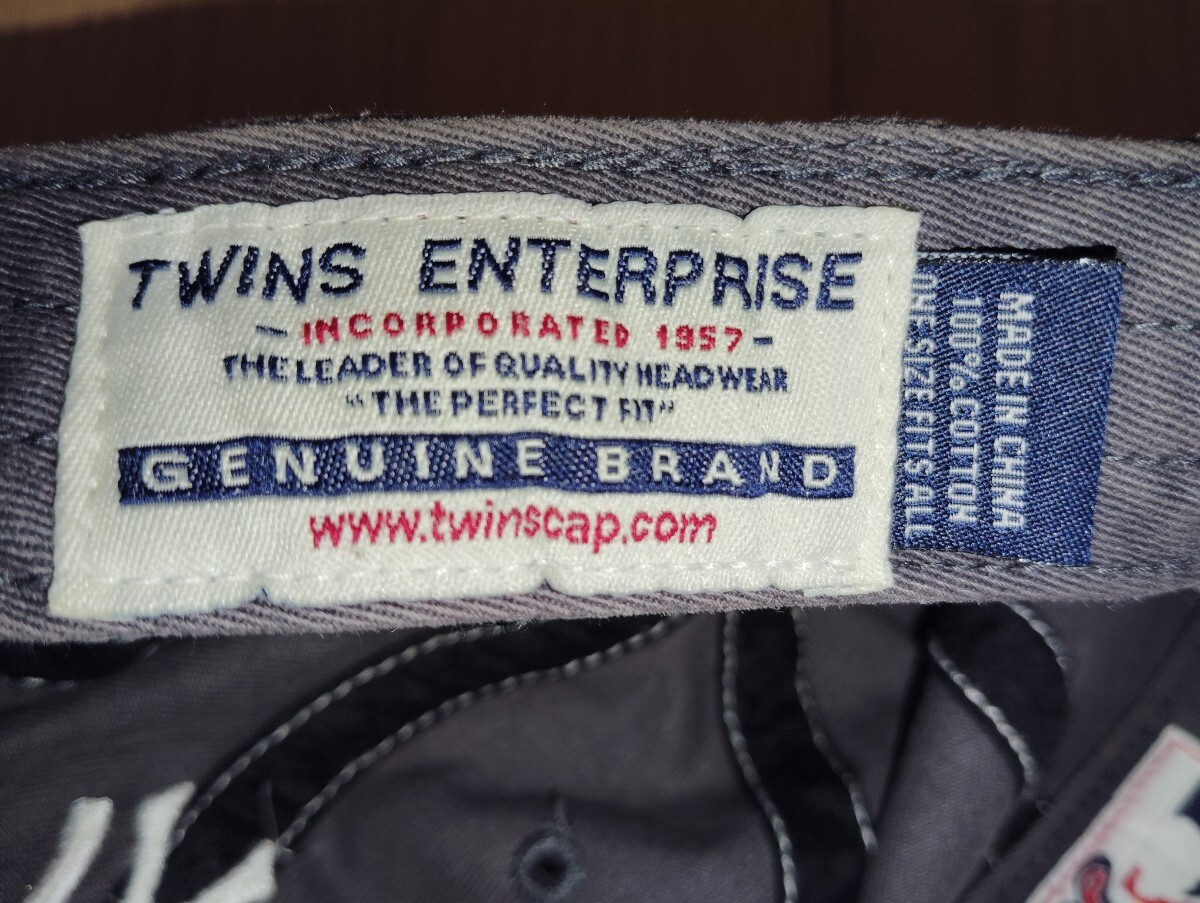 TWINS ENTERPRISE
- INCORPORATED 1957 -
THE LEADER OF QUALITY HEADWEAR
"THE PERFECT FIT"
GENUINE BRAND
www.twinscap.com
MADE IN CHINA
100% COTTON
ONE SIZE FITS ALL